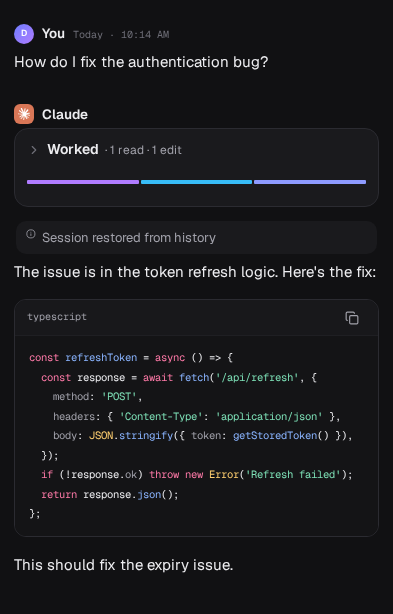 D You Today · 10:14 AM
How do I fix the authentication bug?
Claude
Worked · 1 read · 1 edit
Session restored from history
The issue is in the token refresh logic. Here's the fix:
typescript
const refreshToken = async () => {
  const response = await fetch('/api/refresh', {
    method: 'POST',
    headers: { 'Content-Type': 'application/json' },
    body: JSON.stringify({ token: getStoredToken() }),
  });
  if (!response.ok) throw new Error('Refresh failed');
  return response.json();
};
This should fix the expiry issue.